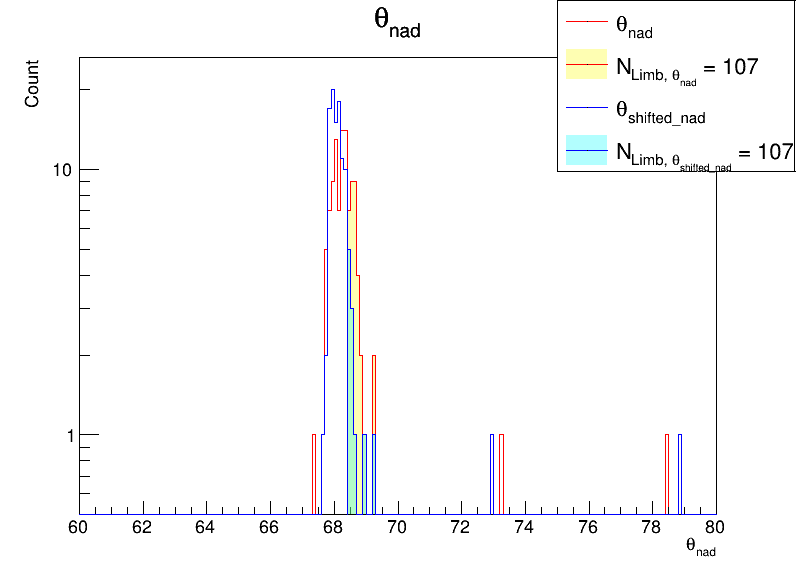 θnad
θnad
NLimb, θnad = 107
θshifted_nad
NLimb, θshifted_nad = 107
Count
10
1
60 62 64 66 68 70 72 74 76 78 80
θnad